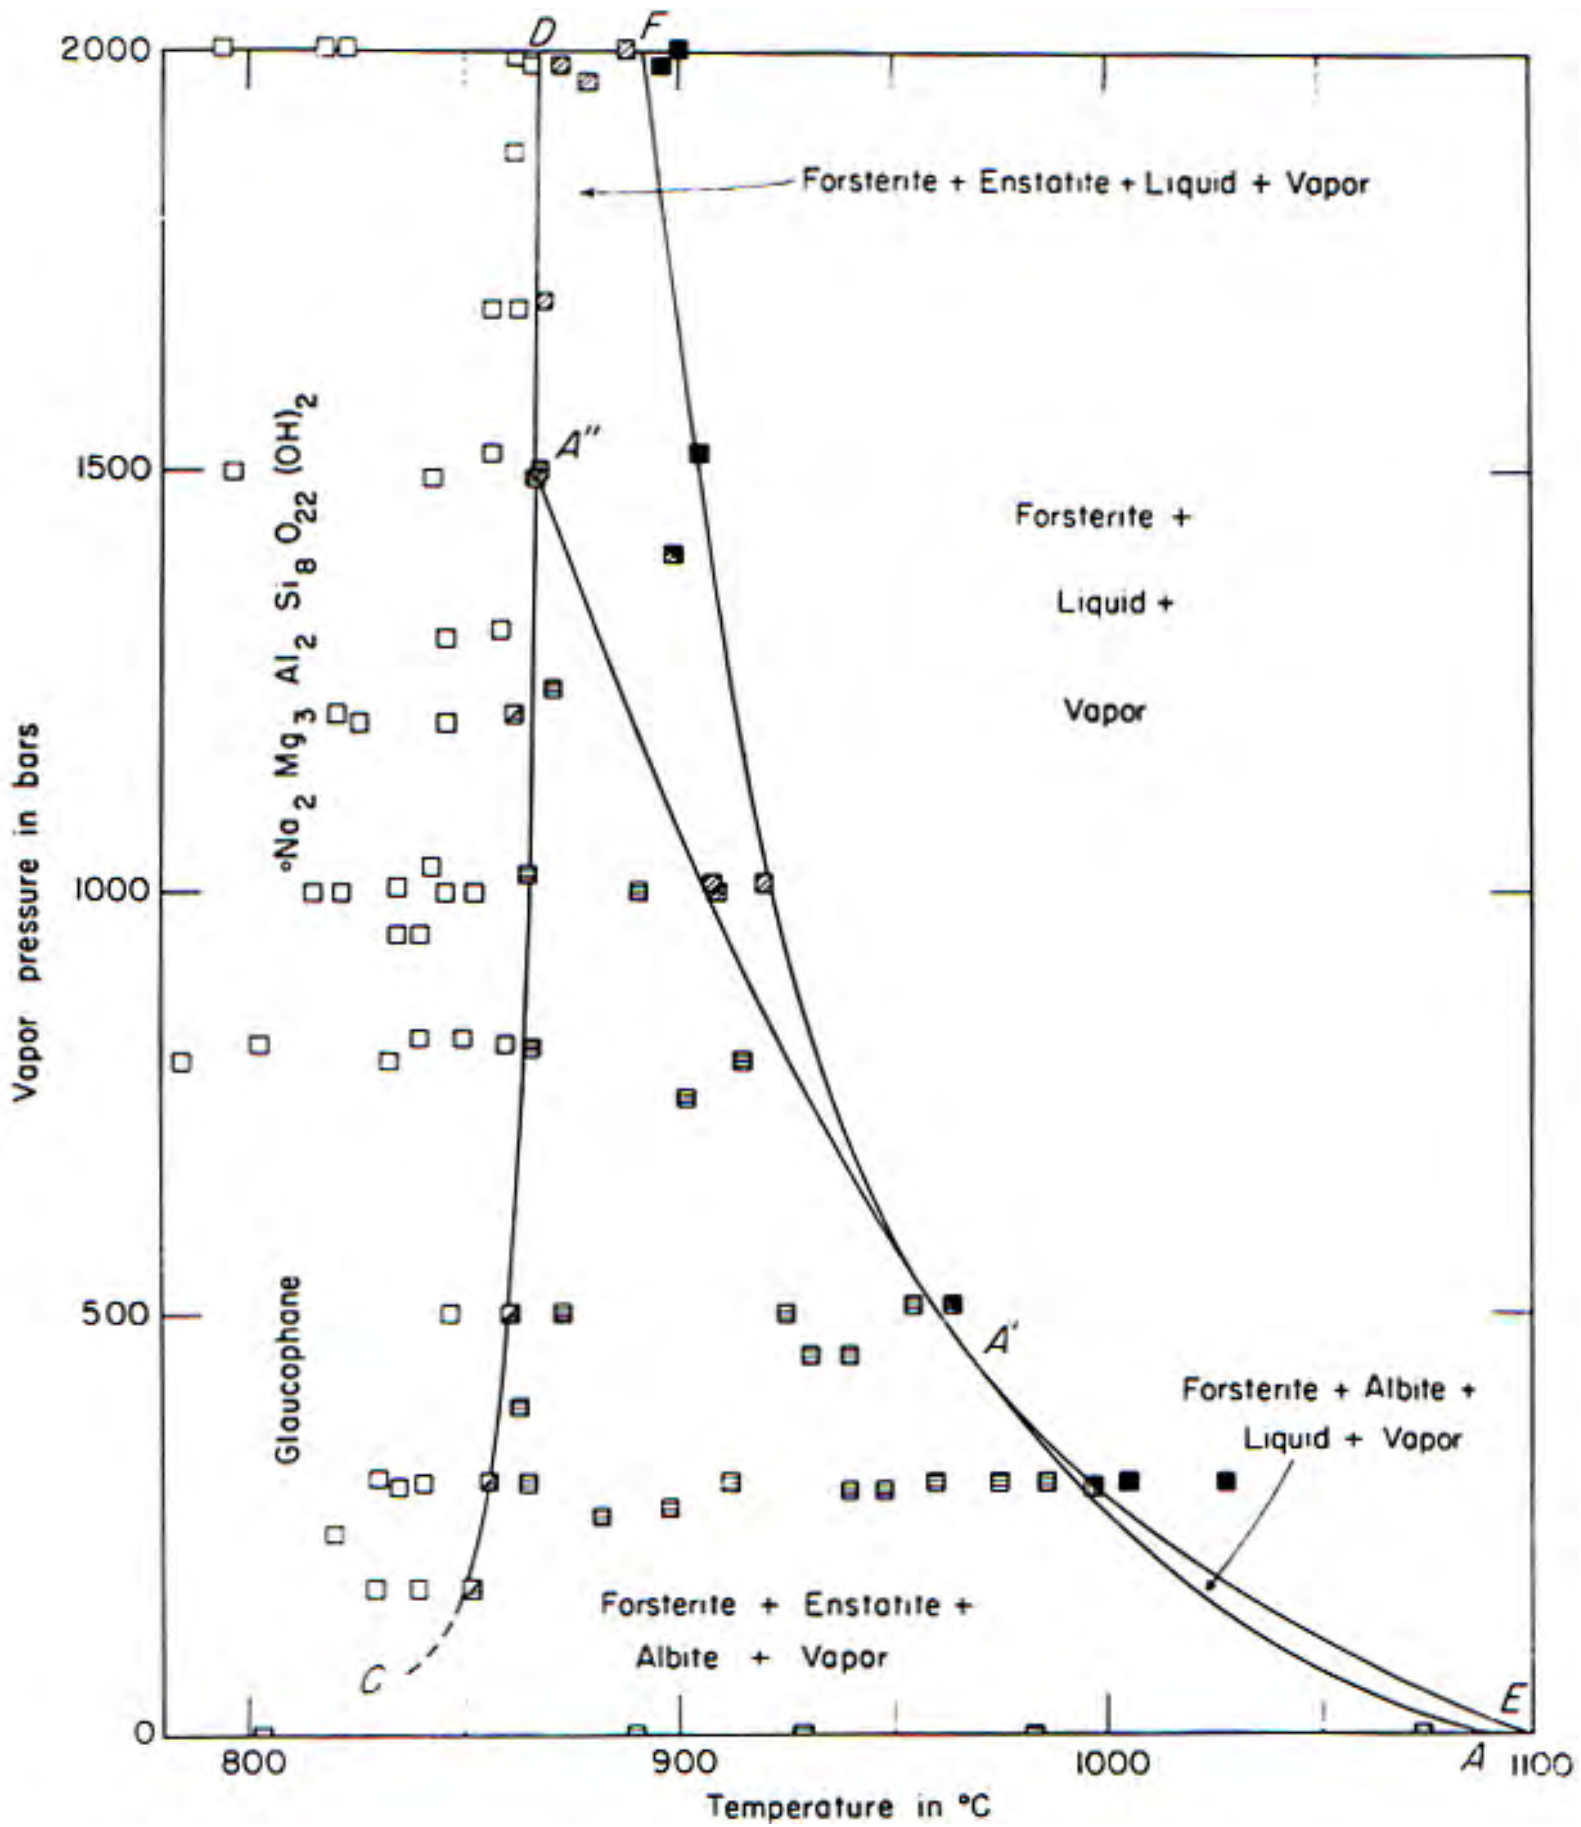 D F
2000
Forsterite + Enstatite + Liquid + Vapor
°Na2 Mg3 Al2 Si8 O22 (OH)2
A"
1500
Forsterite +
Liquid +
Vapor
Vapor pressure in bars
1000
Glaucophane
500
A'
Forsterite + Albite +
Liquid + Vapor
Forsterite + Enstatite +
Albite + Vapor
C
E
0
800 900 1000 A 1100
Temperature in °C